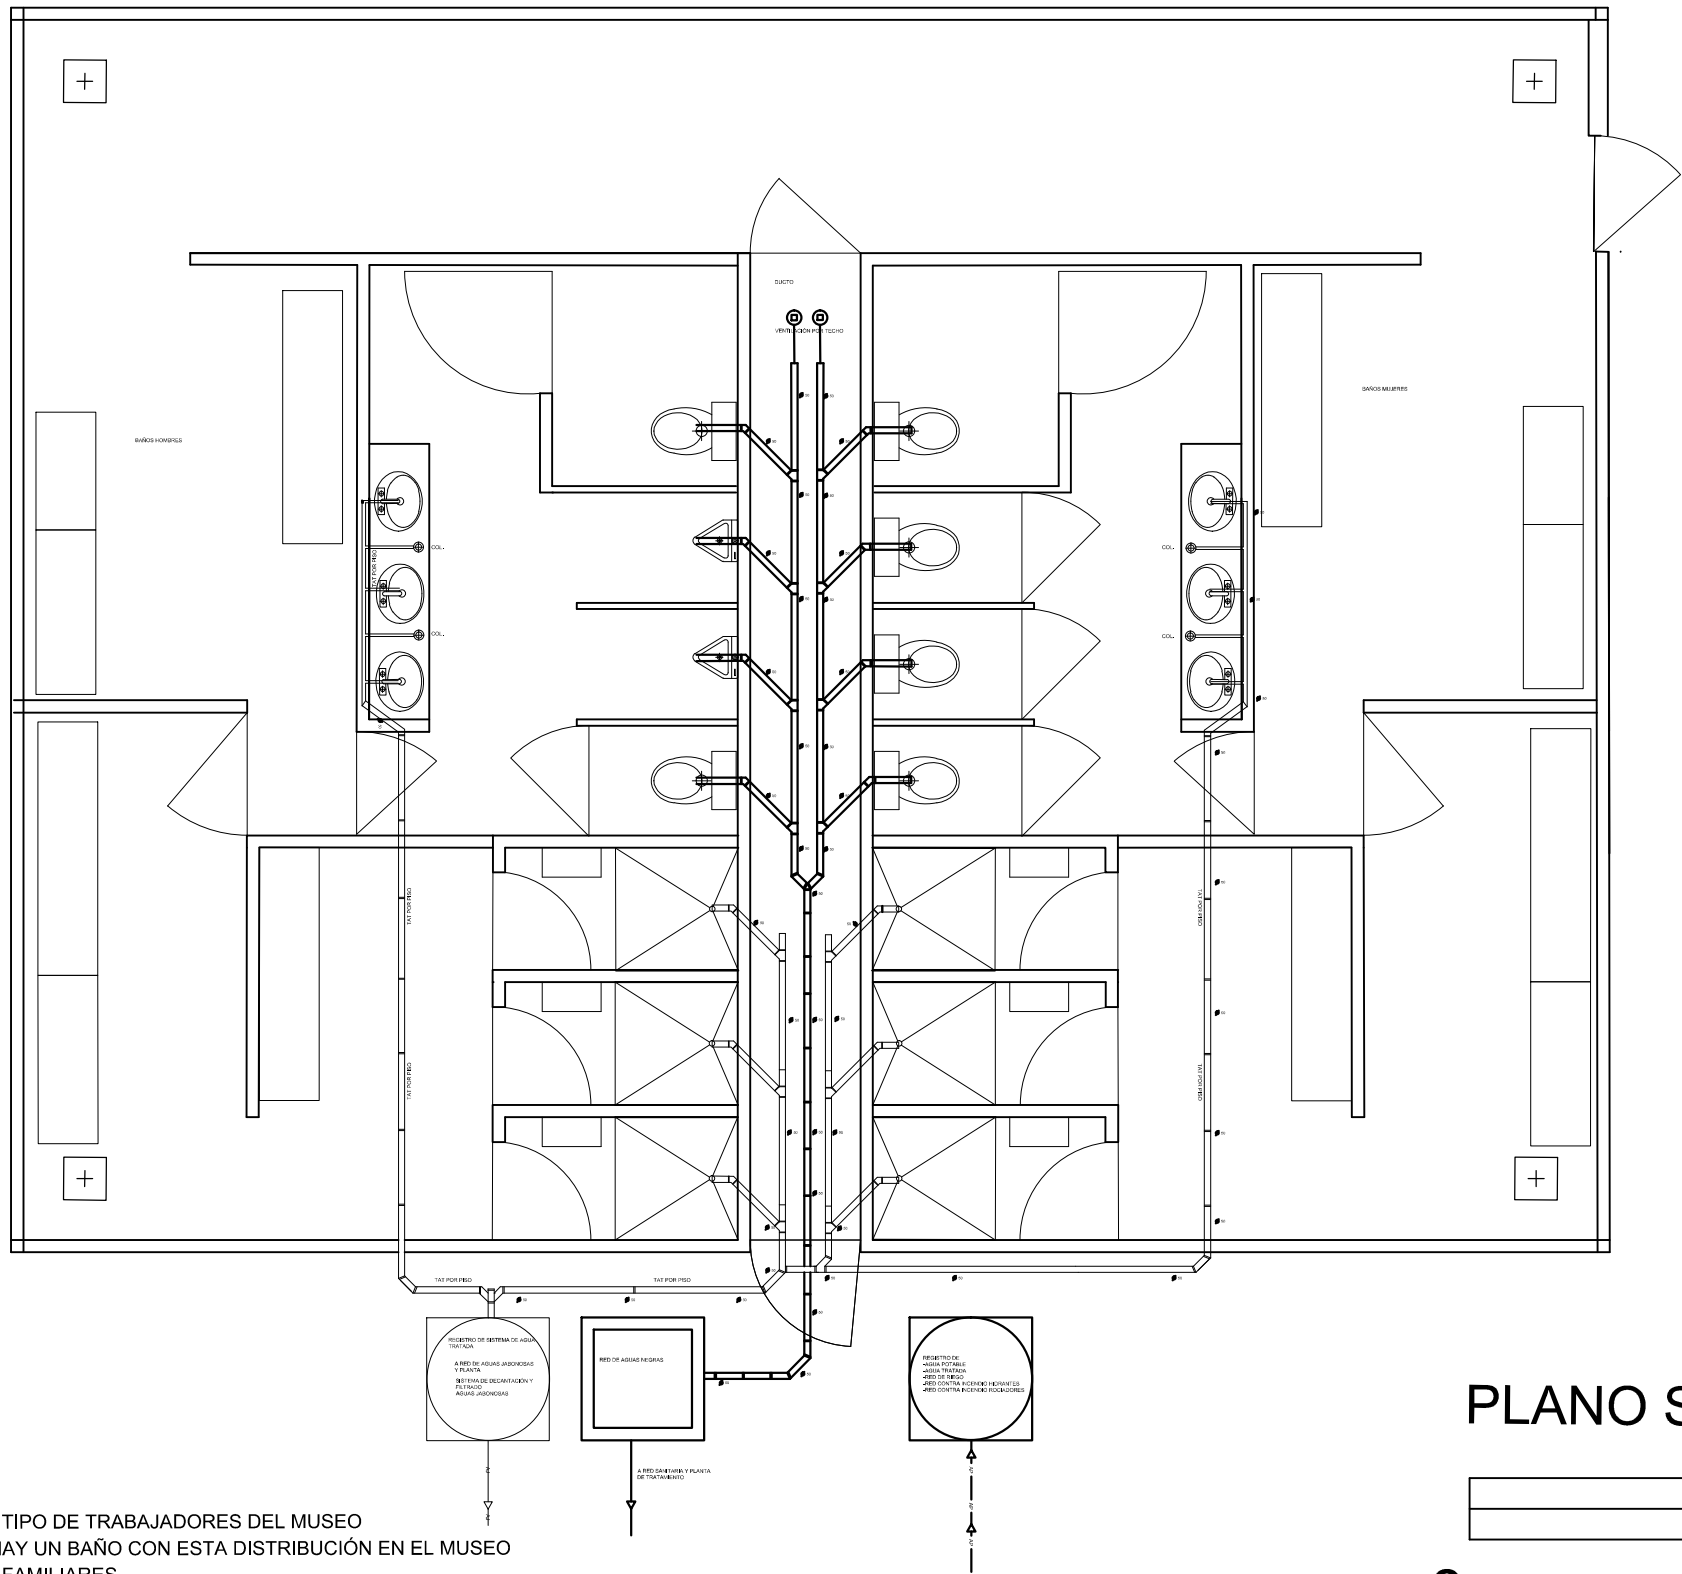 DUCTO
VENTILACIÓN POR TECHO
BAÑOS MUJERES
BAÑOS HOMBRES
COL.
COL.
COL.
COL.
TAT POR PISO
TAT POR PISO
TAT POR PISO
TAT POR PISO
TAT POR PISO
TAT POR PISO
TAT POR PISO
REGISTRO DE SISTEMA DE AGUA
TRATADA
A RED DE AGUAS JABONOSAS
Y PLANTA
SISTEMA DE DECANTACIÓN Y
FILTRADO
AGUAS JABONOSAS
RED DE AGUAS NEGRAS
REGISTRO DE
-AGUA POTABLE
-AGUA TRATADA
-RED DE RIEGO
-RED CONTRA INCENDIO HIDRANTES
-RED CONTRA INCENDIO ROCIADORES
A RED SANITARIA Y PLANTA
DE TRATAMIENTO
AP
AP
AP
PLANO S
TIPO DE TRABAJADORES DEL MUSEO
HAY UN BAÑO CON ESTA DISTRIBUCIÓN EN EL MUSEO
FAMILIARES